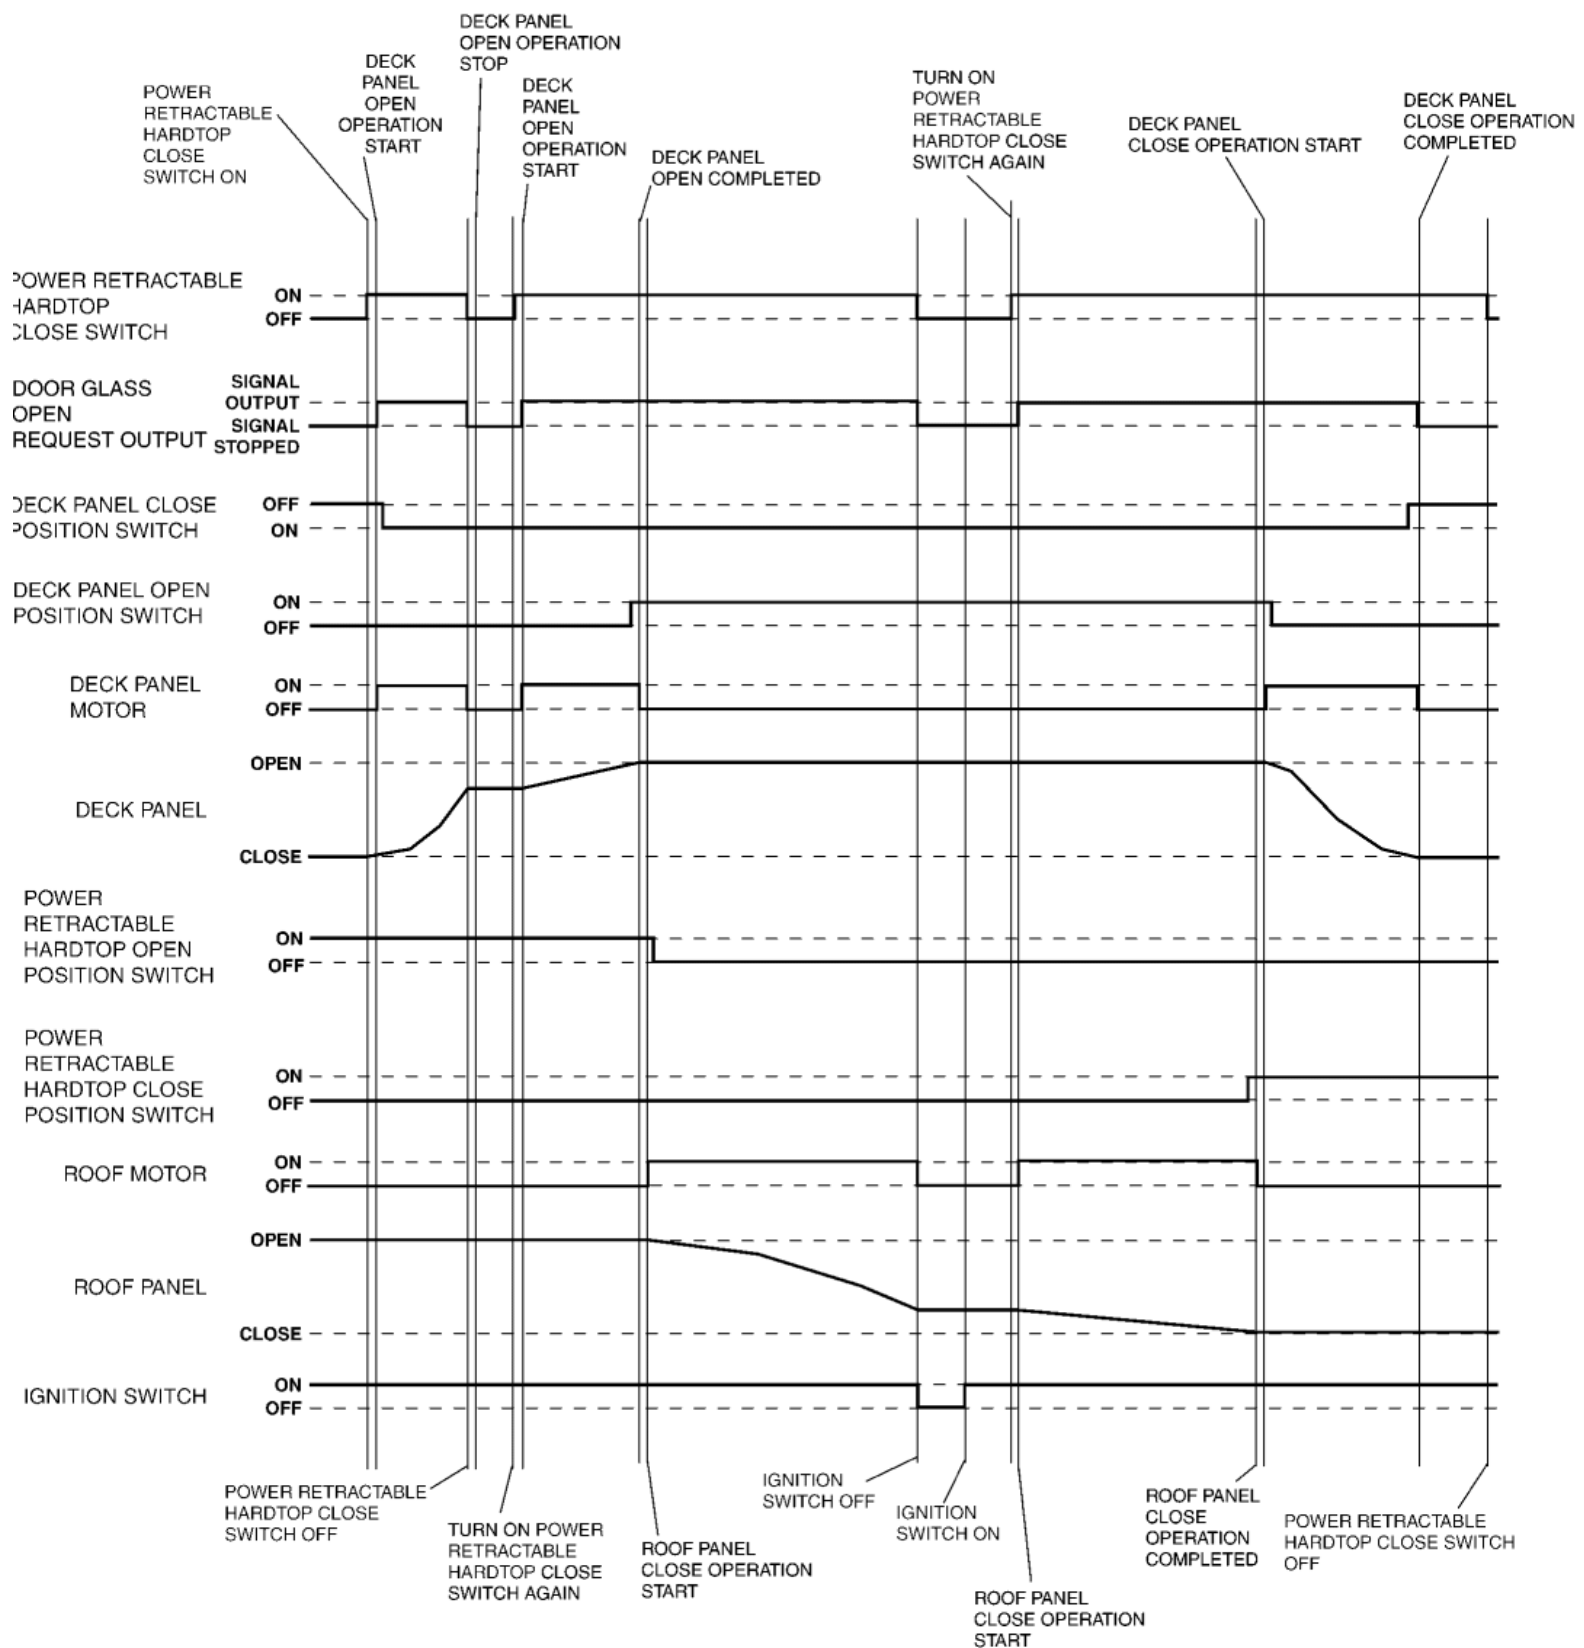 DECK PANEL
OPEN OPERATION
STOP
DECK
PANEL
OPEN
OPERATION
START
POWER
RETRACTABLE
HARDTOP
CLOSE
SWITCH ON
DECK
PANEL
OPEN
OPERATION
START
DECK PANEL
OPEN COMPLETED
TURN ON
POWER
RETRACTABLE
HARDTOP CLOSE
SWITCH AGAIN
DECK PANEL
CLOSE OPERATION START
DECK PANEL
CLOSE OPERATION
COMPLETED
POWER RETRACTABLE
HARDTOP
CLOSE SWITCH
ON
OFF
DOOR GLASS
OPEN
REQUEST OUTPUT
SIGNAL
OUTPUT
SIGNAL
STOPPED
DECK PANEL CLOSE
POSITION SWITCH
OFF
ON
DECK PANEL OPEN
POSITION SWITCH
ON
OFF
DECK PANEL
MOTOR
ON
OFF
DECK PANEL
OPEN
CLOSE
POWER
RETRACTABLE
HARDTOP OPEN
POSITION SWITCH
ON
OFF
POWER
RETRACTABLE
HARDTOP CLOSE
POSITION SWITCH
ON
OFF
ROOF MOTOR
ON
OFF
ROOF PANEL
OPEN
CLOSE
IGNITION SWITCH
ON
OFF
POWER RETRACTABLE
HARDTOP CLOSE
SWITCH OFF
TURN ON POWER
RETRACTABLE
HARDTOP CLOSE
SWITCH AGAIN
ROOF PANEL
CLOSE OPERATION
START
IGNITION
SWITCH OFF
IGNITION
SWITCH ON
ROOF PANEL
CLOSE OPERATION
START
ROOF PANEL
CLOSE
OPERATION
COMPLETED
POWER RETRACTABLE
HARDTOP CLOSE SWITCH
OFF